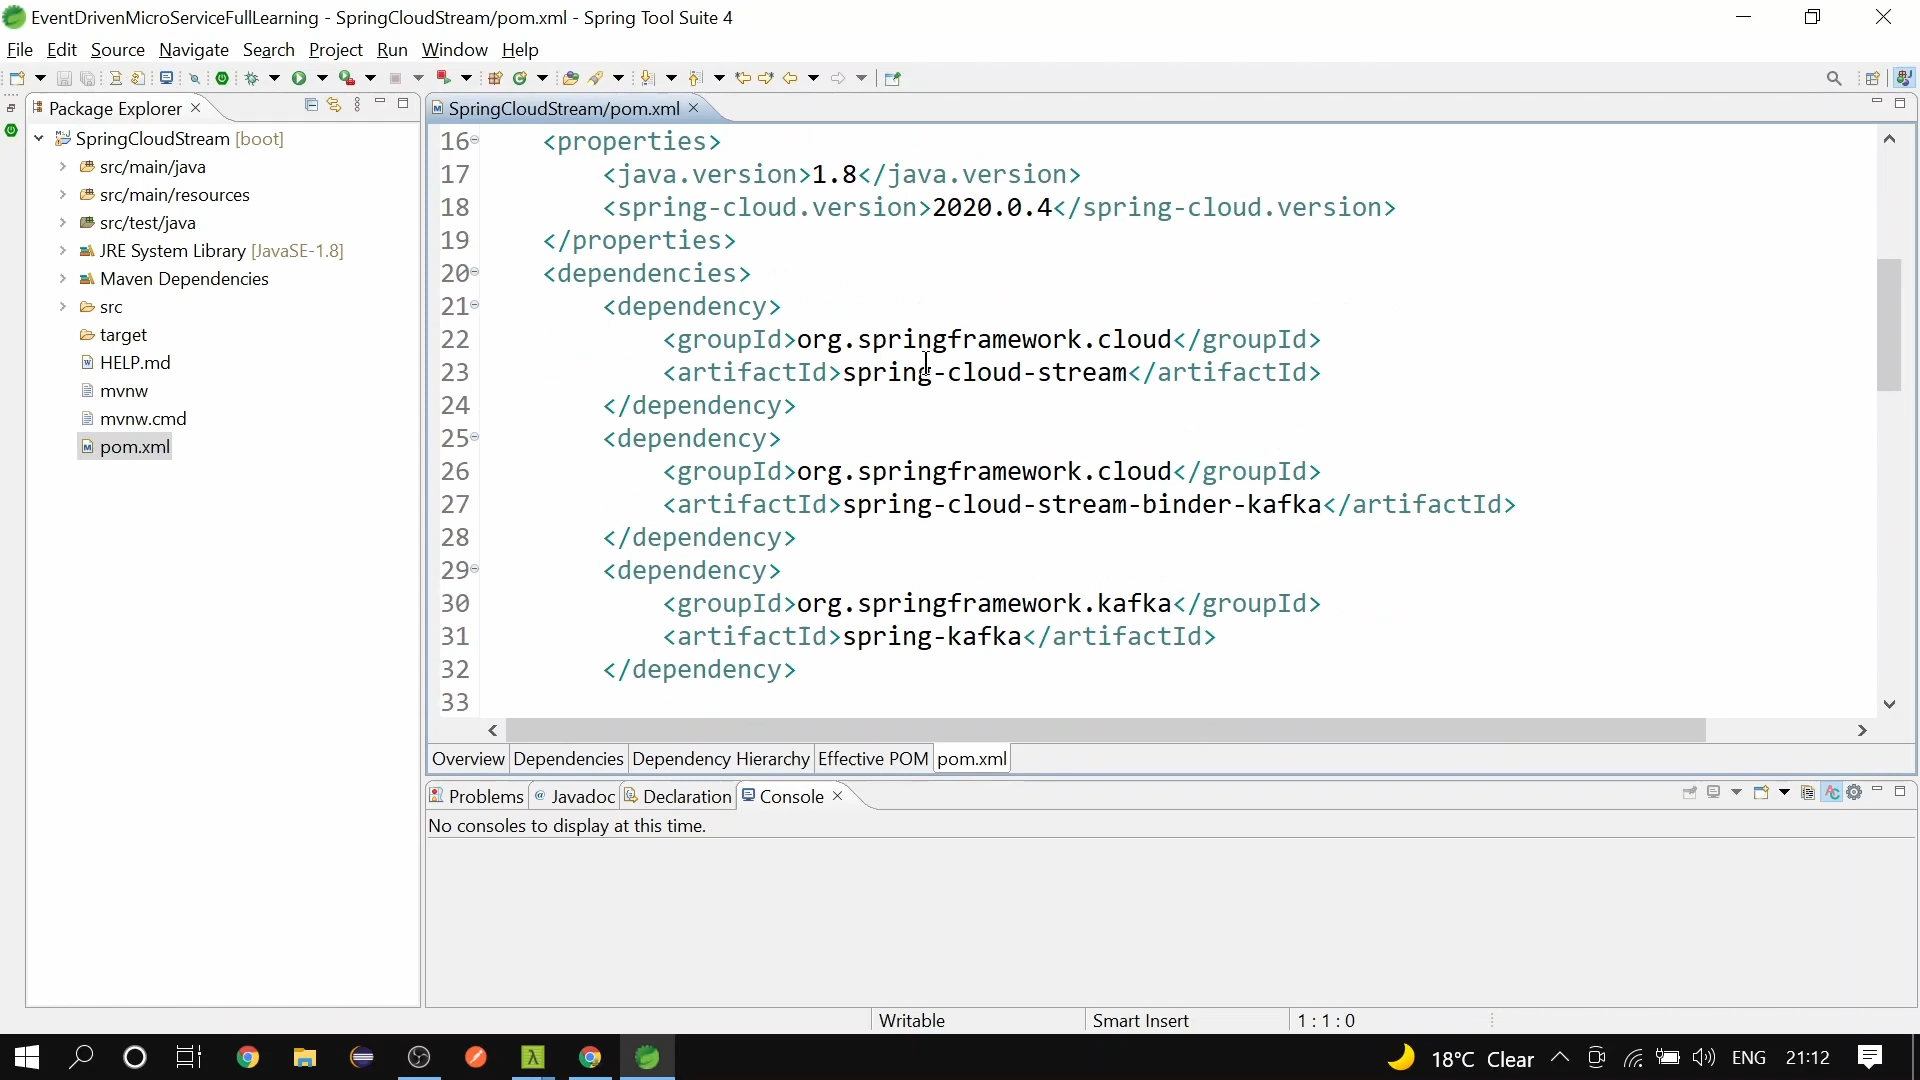 EventDrivenMicroServiceFullLearning - SpringCloudStream/pom.xml - Spring Tool Suite 4
File Edit Source Navigate Search Project Run Window Help
Package Explorer
SpringCloudStream [boot]
src/main/java
src/main/resources
src/test/java
JRE System Library [JavaSE-1.8]
Maven Dependencies
src
target
HELP.md
mvnw
mvnw.cmd
pom.xml
SpringCloudStream/pom.xml
16 <properties>
17 <java.version>1.8</java.version>
18 <spring-cloud.version>2020.0.4</spring-cloud.version>
19 </properties>
20 <dependencies>
21 <dependency>
22 <groupId>org.springframework.cloud</groupId>
23 <artifactId>spring-cloud-stream</artifactId>
24 </dependency>
25 <dependency>
26 <groupId>org.springframework.cloud</groupId>
27 <artifactId>spring-cloud-stream-binder-kafka</artifactId>
28 </dependency>
29 <dependency>
30 <groupId>org.springframework.kafka</groupId>
31 <artifactId>spring-kafka</artifactId>
32 </dependency>
33
Overview Dependencies Dependency Hierarchy Effective POM pom.xml
Problems Javadoc Declaration Console
No consoles to display at this time.
Writable Smart Insert 1 : 1 : 0
18°C Clear ENG 21:12